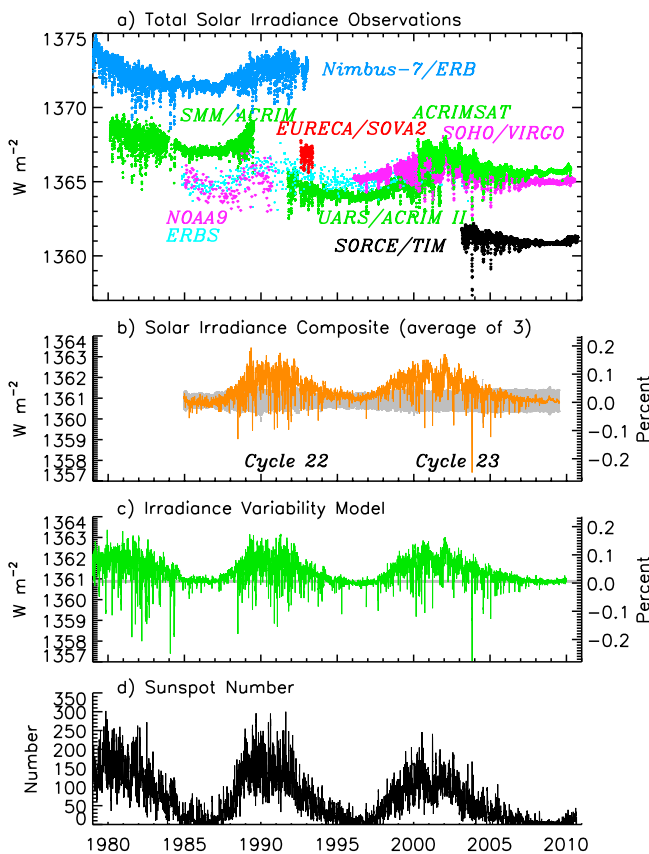 a) Total Solar Irradiance Observations
1375
1370
1365
1360
W m⁻²
Nimbus-7/ERB
SMM/ACRIM
ACRIMSAT
EURECA/SOVA2
SOHO/VIRGO
NOAA9
UARS/ACRIM II
ERBS
SORCE/TIM
b) Solar Irradiance Composite (average of 3)
1364
1363
1362
1361
1360
1359
1358
1357
W m⁻²
0.2
0.1
0.0
-0.1
-0.2
Percent
Cycle 22
Cycle 23
c) Irradiance Variability Model
1364
1363
1362
1361
1360
1359
1358
1357
W m⁻²
0.2
0.1
0.0
-0.1
-0.2
Percent
d) Sunspot Number
350
300
250
200
150
100
50
0
Number
1980 1985 1990 1995 2000 2005 2010